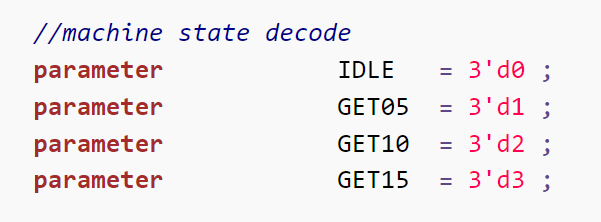 //machine state decode
parameter IDLE = 3'd0 ;
parameter GET05 = 3'd1 ;
parameter GET10 = 3'd2 ;
parameter GET15 = 3'd3 ;